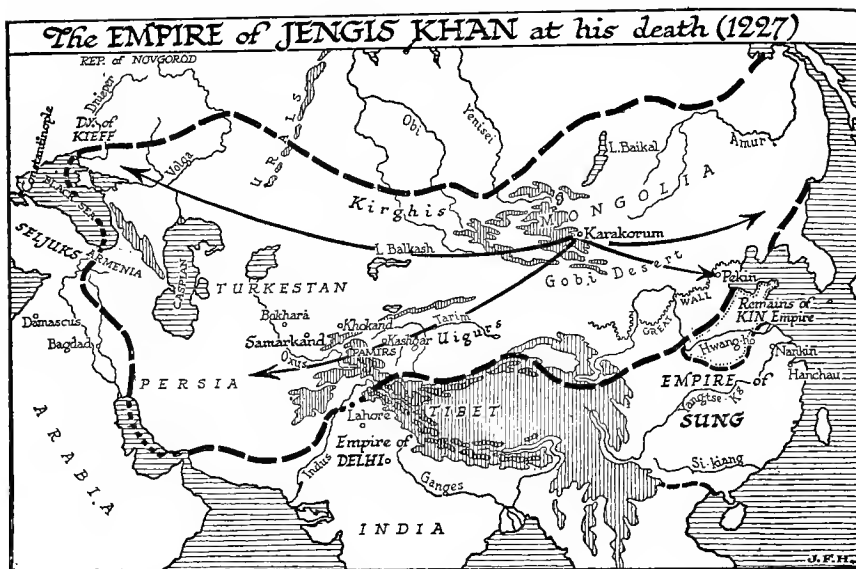 The EMPIRE of JENGIS KHAN at his death (1227)
REP. of NOVGOROD
Dnieper
Dy. of
KIEFF
Constantinople
Volga
URALS
Obi
Yenisei
L. Baikal
Amur
BLACK SEA
Kirghis
MONGOLIA
Karakorum
SELJUKS
ARMENIA
L. Balkash
CASPIAN
TURKESTAN
Gobi Desert
Pekin
GREAT WALL
Remains of
KIN Empire
Bokhara
Khokand
Tarim
Samarkand
Kashgar
Uigurs
Oxus
PAMIRS
Hwang-ho
Damascus
Bagdad
Nankin
Hanchau
PERSIA
EMPIRE of
SUNG
Yangtse-Kg
Lahore
TIBET
Empire of
DELHI
ARABIA
Indus
Ganges
Si-kiang
INDIA
J.F.H.